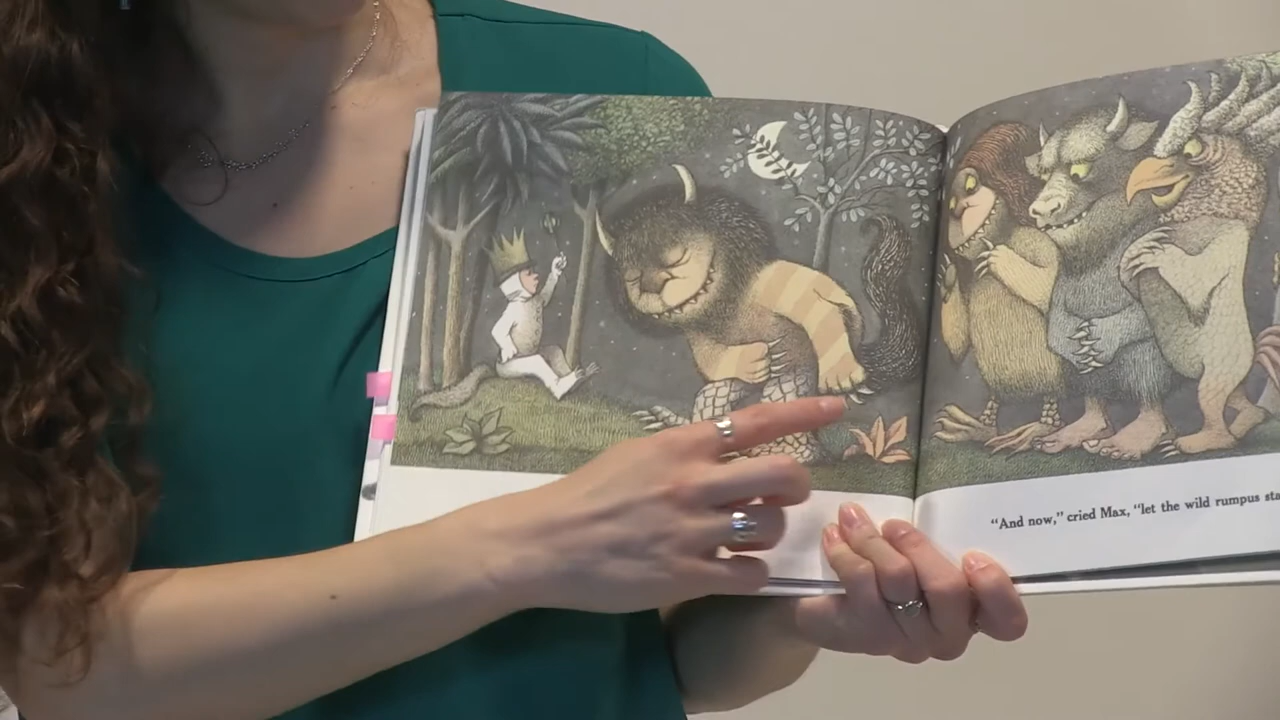 “And now,” cried Max, “let the wild rumpus